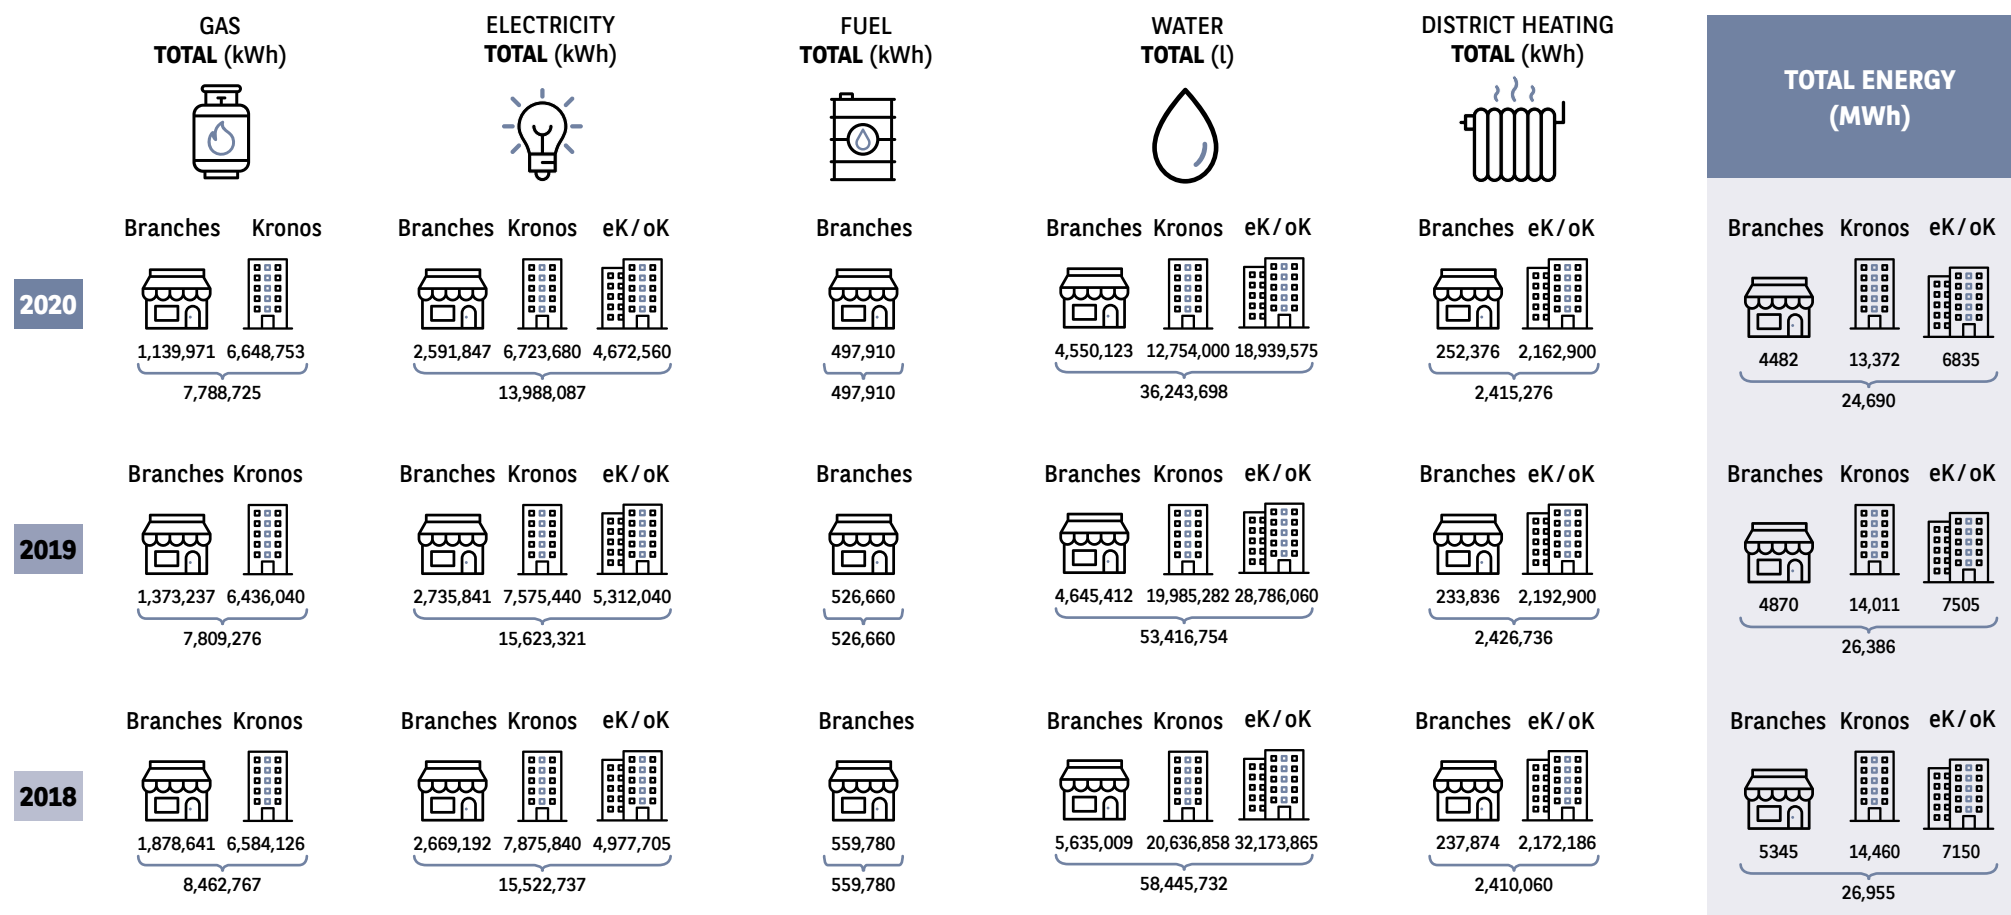 GAS
TOTAL (kWh)
ELECTRICITY
TOTAL (kWh)
FUEL
TOTAL (kWh)
WATER
TOTAL (l)
DISTRICT HEATING
TOTAL (kWh)
TOTAL ENERGY
(MWh)
2020
Branches Kronos
1,139,971 6,648,753
7,788,725
Branches Kronos eK/oK
2,591,847 6,723,680 4,672,560
13,988,087
Branches
497,910
497,910
Branches Kronos eK/oK
4,550,123 12,754,000 18,939,575
36,243,698
Branches eK/oK
252,376 2,162,900
2,415,276
Branches Kronos eK/oK
4482 13,372 6835
24,690
2019
Branches Kronos
1,373,237 6,436,040
7,809,276
Branches Kronos eK/oK
2,735,841 7,575,440 5,312,040
15,623,321
Branches
526,660
526,660
Branches Kronos eK/oK
4,645,412 19,985,282 28,786,060
53,416,754
Branches eK/oK
233,836 2,192,900
2,426,736
Branches Kronos eK/oK
4870 14,011 7505
26,386
2018
Branches Kronos
1,878,641 6,584,126
8,462,767
Branches Kronos eK/oK
2,669,192 7,875,840 4,977,705
15,522,737
Branches
559,780
559,780
Branches Kronos eK/oK
5,635,009 20,636,858 32,173,865
58,445,732
Branches eK/oK
237,874 2,172,186
2,410,060
Branches Kronos eK/oK
5345 14,460 7150
26,955